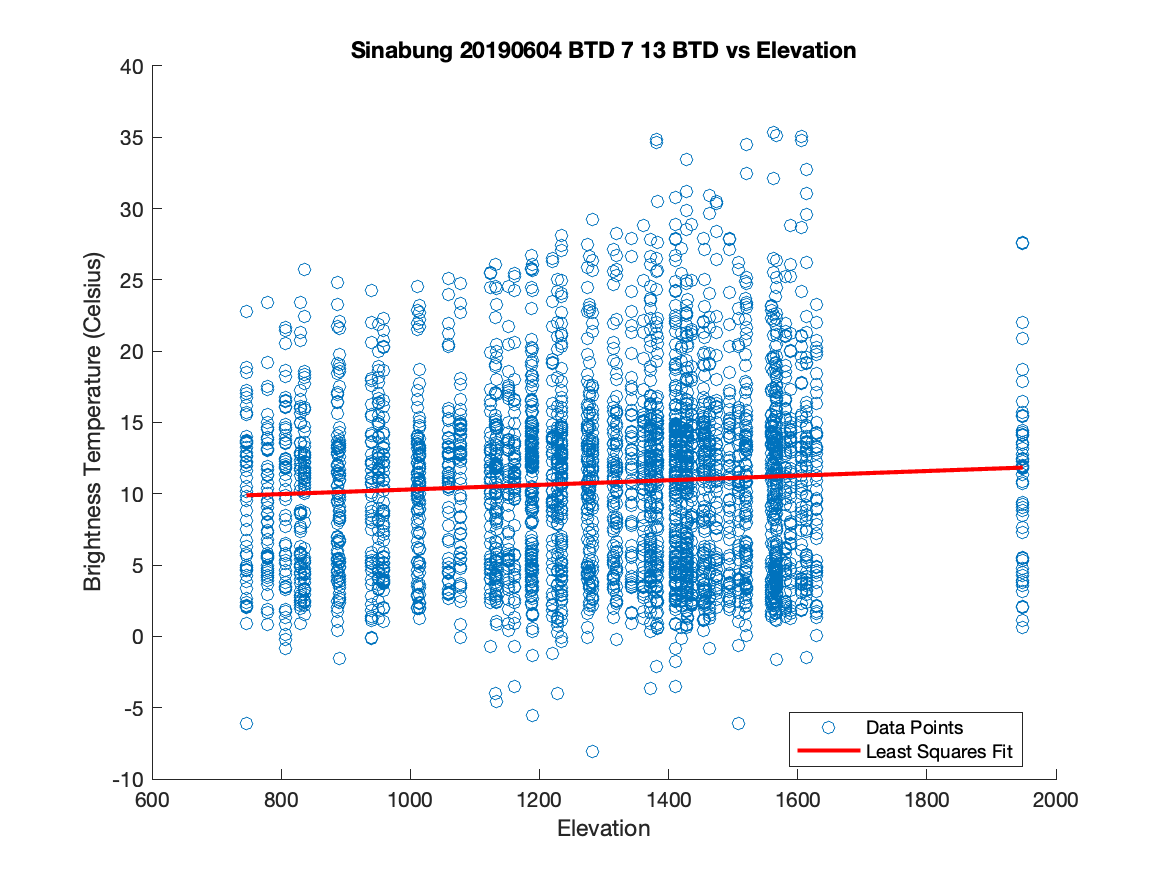 Sinabung 20190604 BTD 7 13 BTD vs Elevation
40
35
30
25
20
15
10
5
0
-5
-10
Brightness Temperature (Celsius)
Data Points
Least Squares Fit
600 800 1000 1200 1400 1600 1800 2000
Elevation